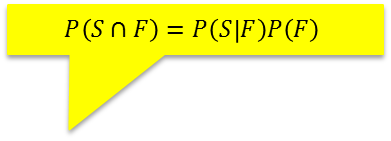 P(S ∩ F) = P(S|F)P(F)